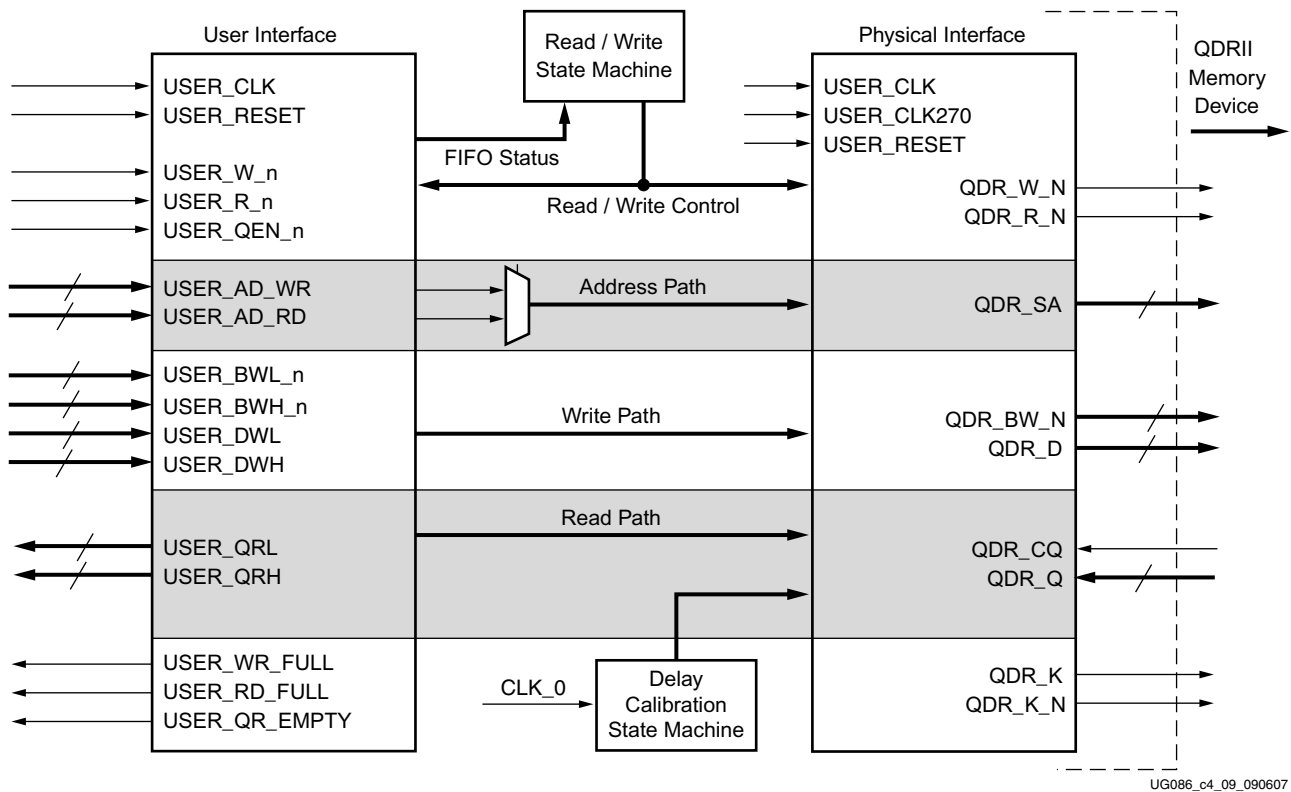 User Interface
USER_CLK
USER_RESET
USER_W_n
USER_R_n
USER_QEN_n
USER_AD_WR
USER_AD_RD
USER_BWL_n
USER_BWH_n
USER_DWL
USER_DWH
USER_QRL
USER_QRH
USER_WR_FULL
USER_RD_FULL
USER_QR_EMPTY
Read / Write
State Machine
FIFO Status
Read / Write Control
Address Path
Write Path
Read Path
CLK_0
Delay
Calibration
State Machine
Physical Interface
USER_CLK
USER_CLK270
USER_RESET
QDR_W_N
QDR_R_N
QDR_SA
QDR_BW_N
QDR_D
QDR_CQ
QDR_Q
QDR_K
QDR_K_N
QDRII
Memory
Device
UG086_c4_09_090607